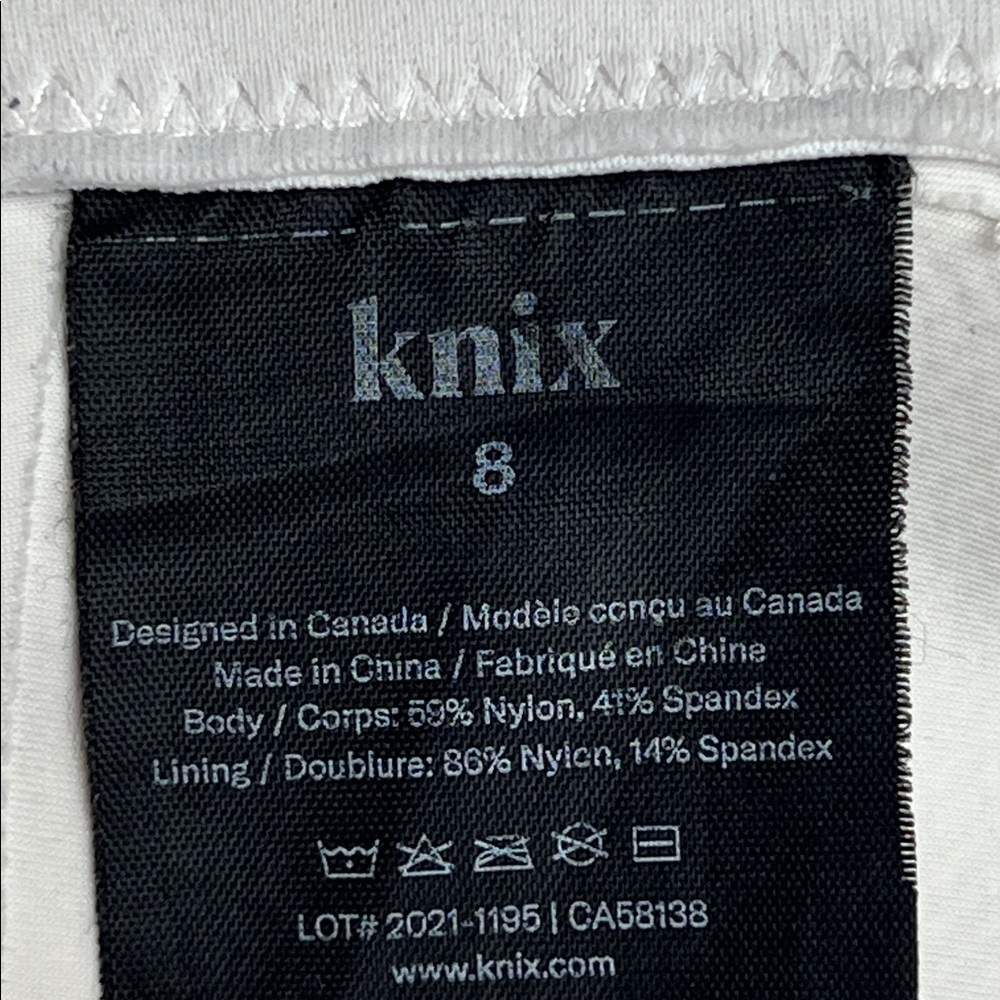 knix
8
Designed in Canada / Modèle conçu au Canada
Made in China / Fabriqué en Chine
Body / Corps: 59% Nylon, 41% Spandex
Lining / Doublure: 86% Nylon, 14% Spandex
LOT# 2021-1195 | CA58138
www.knix.com